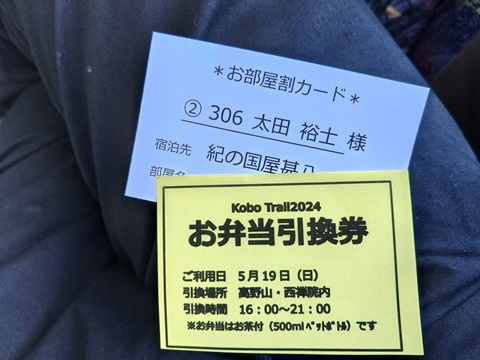 ＊お部屋割カード＊
② 306 太田 裕士 様
宿泊先 紀の国屋甚八
部屋名
Kobo Trail2024
お弁当引換券
ご利用日 5月19日（日）
引換場所 高野山・西禅院内
引換時間 16：00～21：00
※お弁当はお茶付（500mlﾍﾟｯﾄﾎﾞﾄﾙ）です